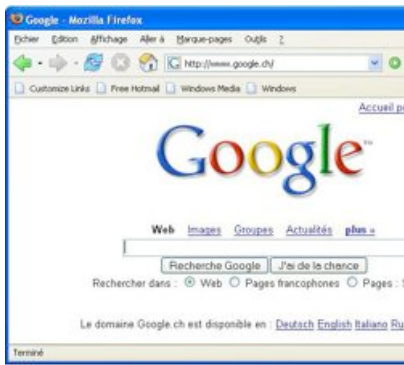 Google - Mozilla Firefox
Fichier Edition Affichage Aller à Marque-pages Outils ?
G http://www.google.ch/
Customize Links Free Hotmail Windows Media Windows
Accueil p
Google™
Web Images Groupes Actualités plus »
Recherche Google J'ai de la chance
Rechercher dans : Web Pages francophones Pages : S
Le domaine Google.ch est disponible en : Deutsch English Italiano Ru
Terminé